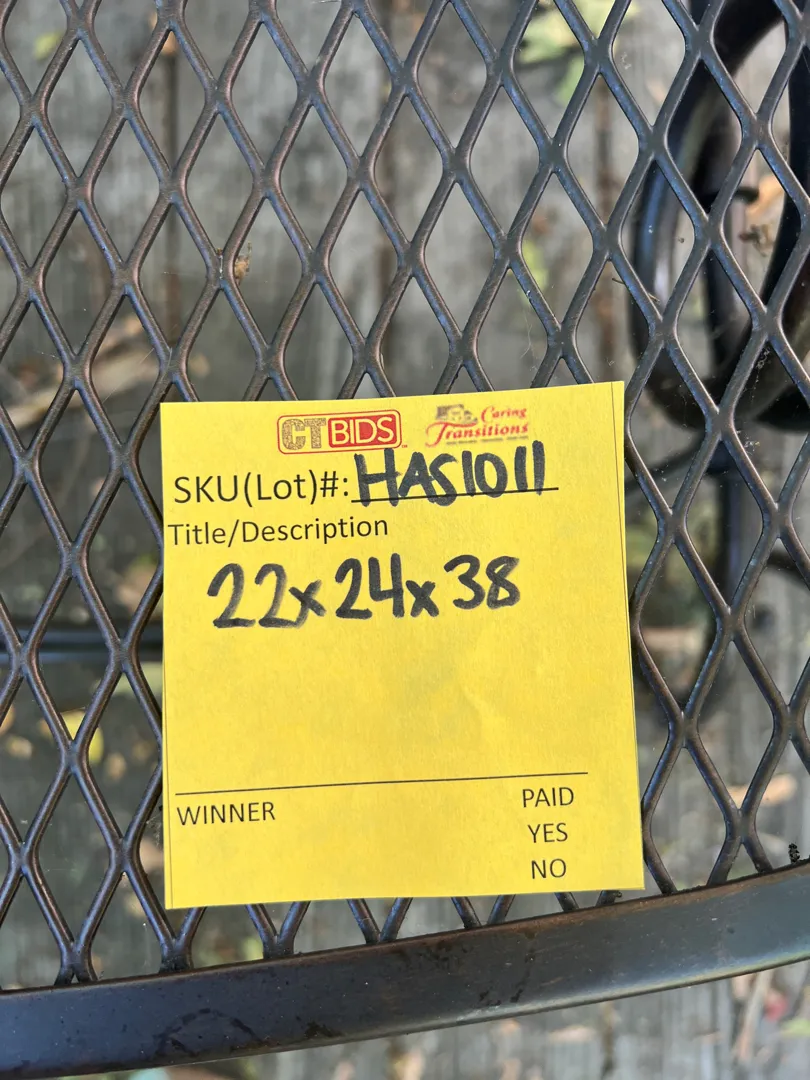 CTBIDS
Caring
Transitions
SKU(Lot)#: HAS1011
Title/Description
22x24x38
WINNER
PAID
YES
NO